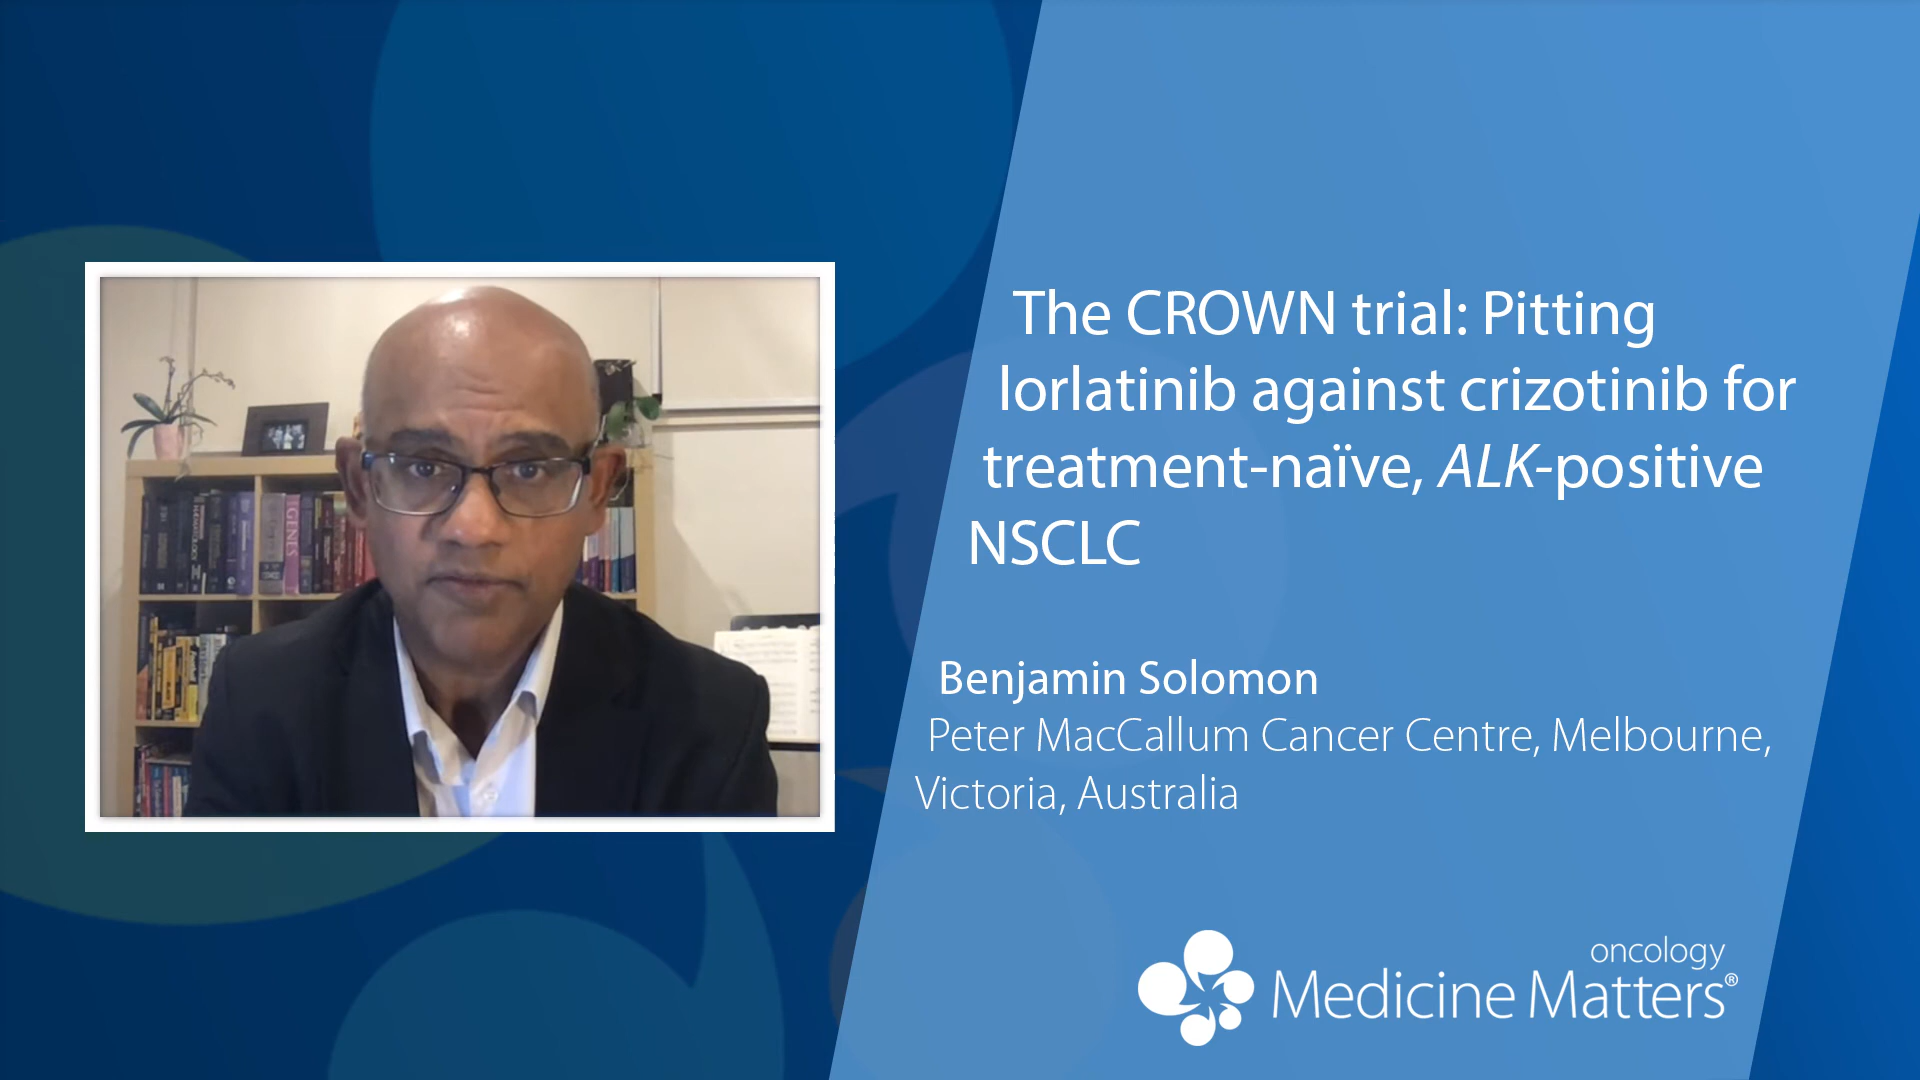 The CROWN trial: Pitting
lorlatinib against crizotinib for
treatment-naïve, ALK-positive
NSCLC
Benjamin Solomon
Peter MacCallum Cancer Centre, Melbourne,
Victoria, Australia
oncology
Medicine Matters®
GENES